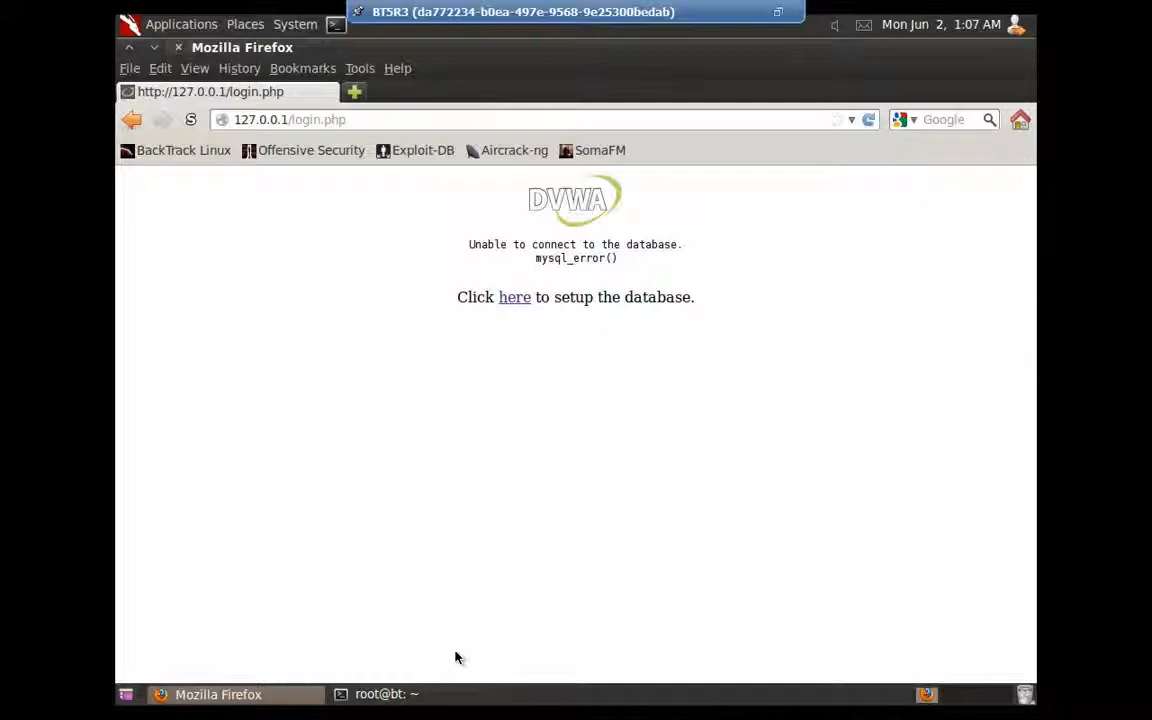 BT5R3 (da772234-b0ea-497e-9568-9e25300bedab)
Applications Places System Mon Jun 2, 1:07 AM
Mozilla Firefox
File Edit View History Bookmarks Tools Help
http://127.0.0.1/login.php
127.0.0.1/login.php Google
BackTrack Linux Offensive Security Exploit-DB Aircrack-ng SomaFM
DVWA
Unable to connect to the database.
mysql_error()
Click here to setup the database.
Mozilla Firefox root@bt: ~